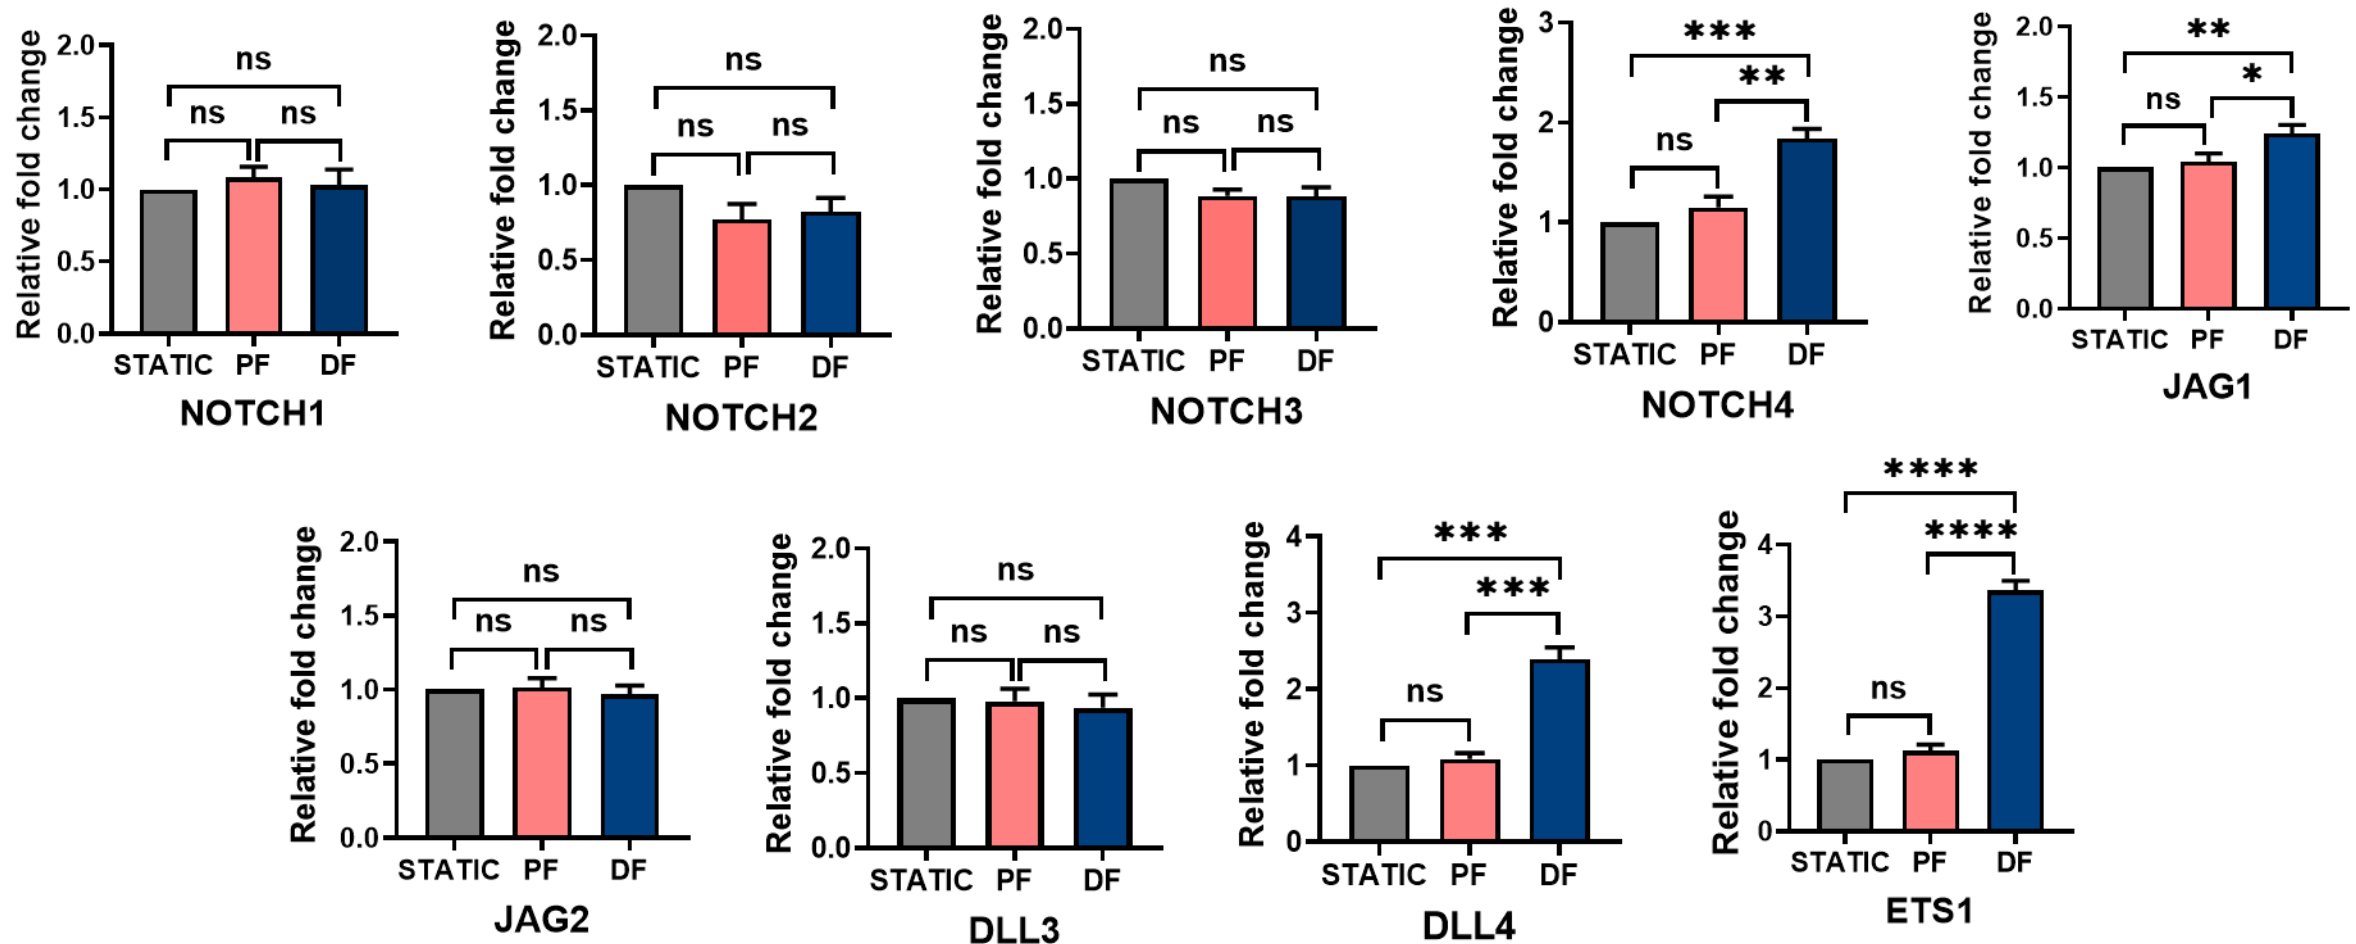 Relative fold change
2.0
1.5
1.0
0.5
0.0
ns
ns ns
STATIC PF DF
NOTCH1
Relative fold change
2.0
1.5
1.0
0.5
0.0
ns
ns ns
STATIC PF DF
NOTCH2
Relative fold change
2.0
1.5
1.0
0.5
0.0
ns
ns ns
STATIC PF DF
NOTCH3
Relative fold change
3
2
1
0
***
**
ns
STATIC PF DF
NOTCH4
Relative fold change
2.0
1.5
1.0
0.5
0.0
**
*
ns
STATIC PF DF
JAG1
Relative fold change
2.0
1.5
1.0
0.5
0.0
ns
ns ns
STATIC PF DF
JAG2
Relative fold change
2.0
1.5
1.0
0.5
0.0
ns
ns ns
STATIC PF DF
DLL3
Relative fold change
4
3
2
1
0
***
***
ns
STATIC PF DF
DLL4
Relative fold change
4
3
2
1
0
****
****
ns
STATIC PF DF
ETS1